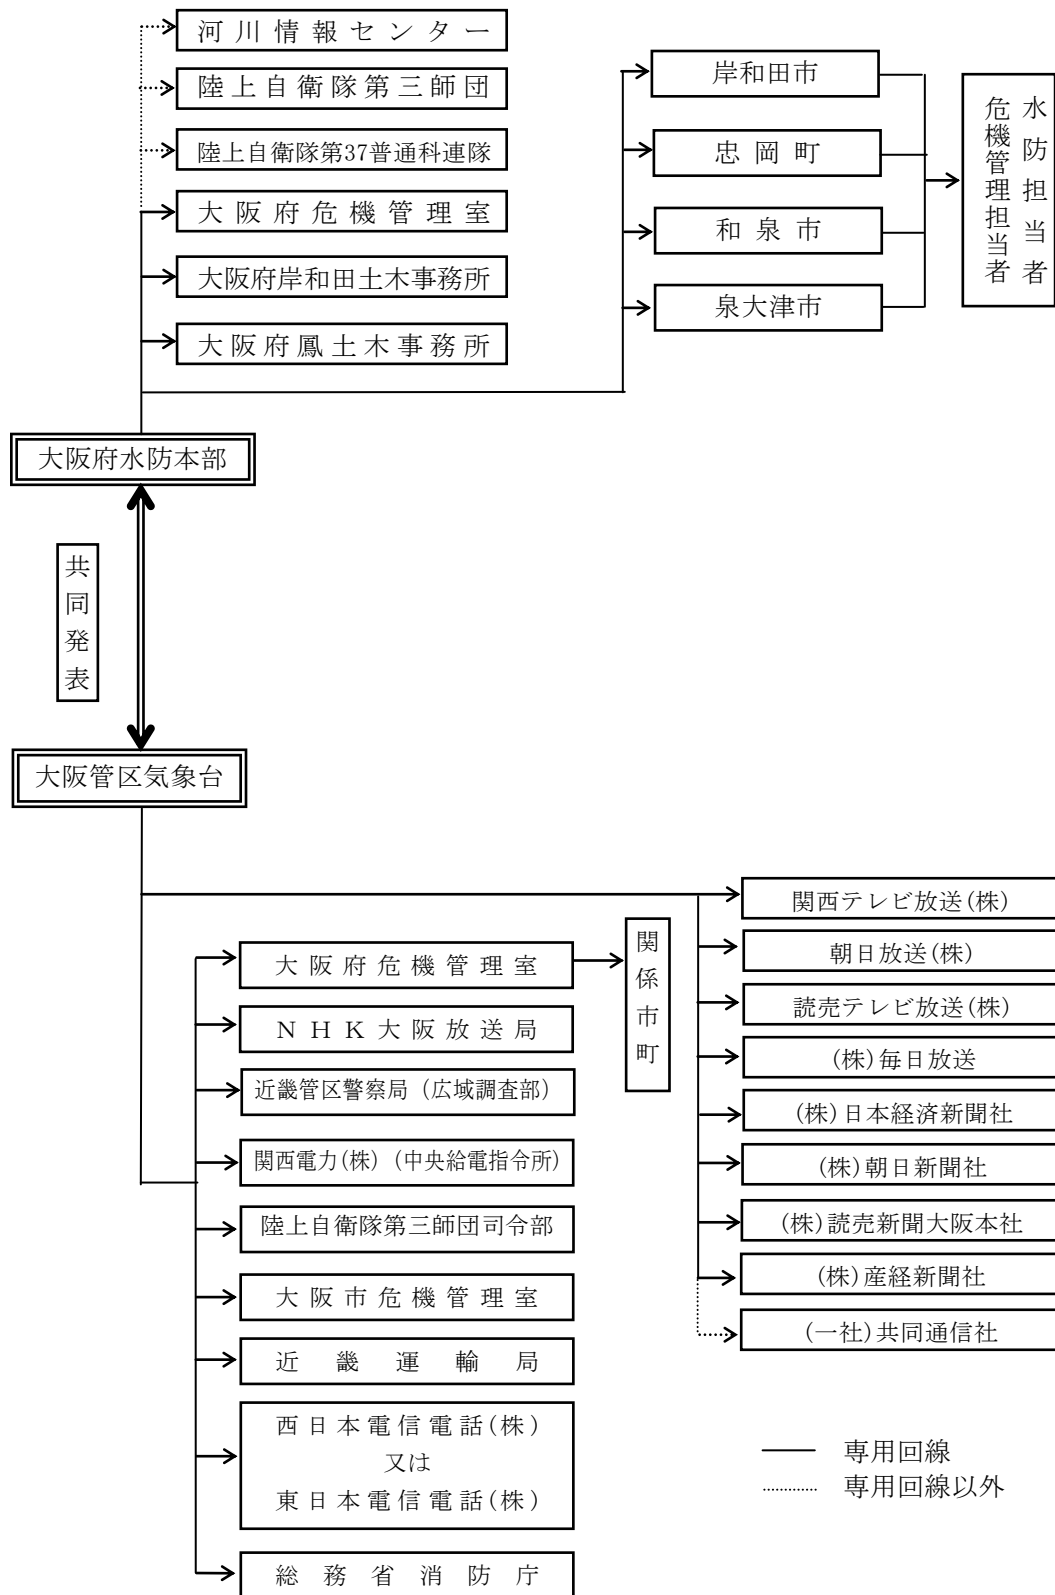 河川情報センター
陸上自衛隊第三師団
陸上自衛隊第37普通科連隊
大阪府危機管理室
大阪府岸和田土木事務所
大阪府鳳土木事務所
岸和田市
忠岡町
和泉市
泉大津市
水防担当者
危機管理担当者
大阪府水防本部
共同発表
大阪管区気象台
大阪府危機管理室
NHK大阪放送局
近畿管区警察局（広域調査部）
関西電力(株)（中央給電指令所）
陸上自衛隊第三師団司令部
大阪市危機管理室
近畿運輸局
西日本電信電話(株)
又は
東日本電信電話(株)
総務省消防庁
関係市町
関西テレビ放送(株)
朝日放送(株)
読売テレビ放送(株)
(株)毎日放送
(株)日本経済新聞社
(株)朝日新聞社
(株)読売新聞大阪本社
(株)産経新聞社
(一社)共同通信社
専用回線
専用回線以外